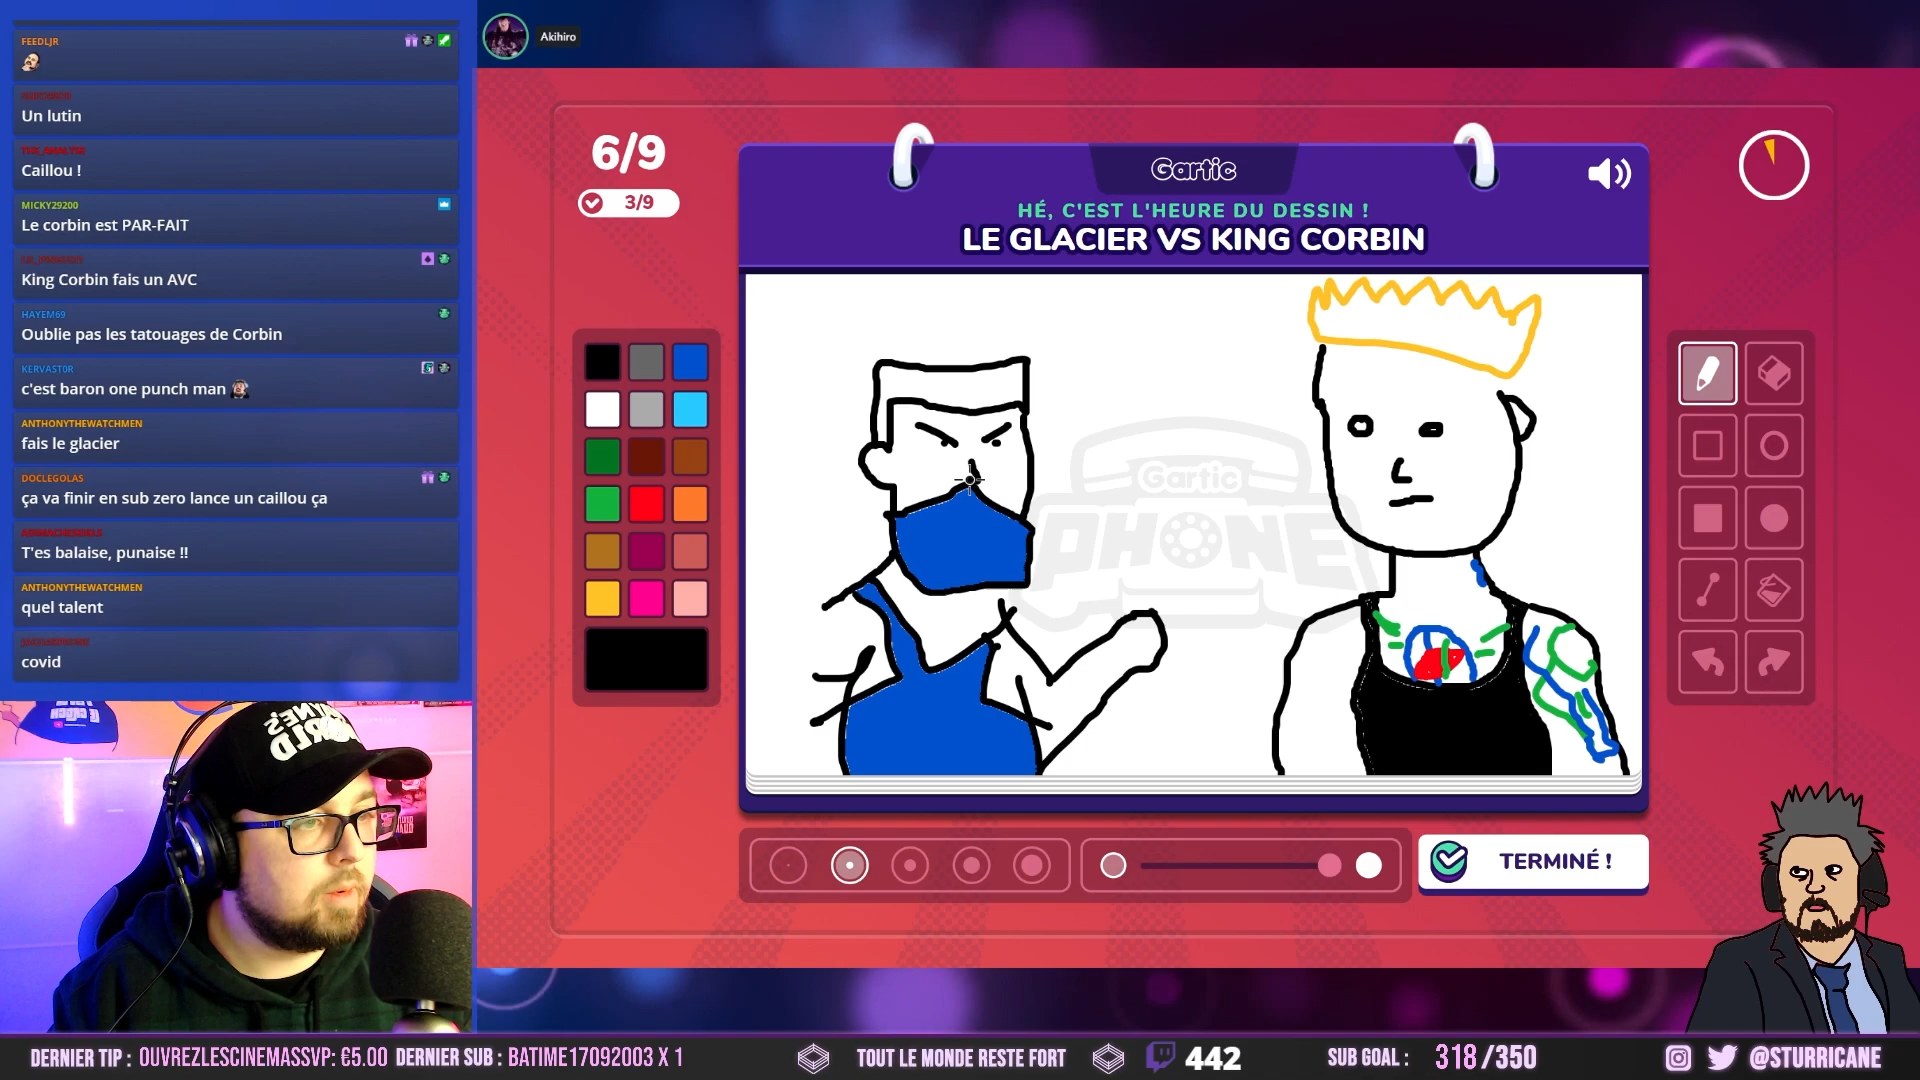 FEEDLJR
Un lutin
THE_ANALYSE
Caillou !
MICKY29200
Le corbin est PAR-FAIT
King Corbin fais un AVC
HAYEM69
Oublie pas les tatouages de Corbin
KERVAST0R
c'est baron one punch man
ANTHONYTHEWATCHMEN
fais le glacier
DOCLEGOLAS
ça va finir en sub zero lance un caillou ça
T'es balaise, punaise !!
ANTHONYTHEWATCHMEN
quel talent
covid
Akihiro
6/9
3/9
Gartic
HÉ, C'EST L'HEURE DU DESSIN !
LE GLACIER VS KING CORBIN
Gartic
PHONE
TERMINÉ !
DERNIER TIP : OUVREZLESCINEMASSVP: €5.00 DERNIER SUB : BATIME17092003 X 1
TOUT LE MONDE RESTE FORT
442
SUB GOAL : 318/350
@STURRICANE